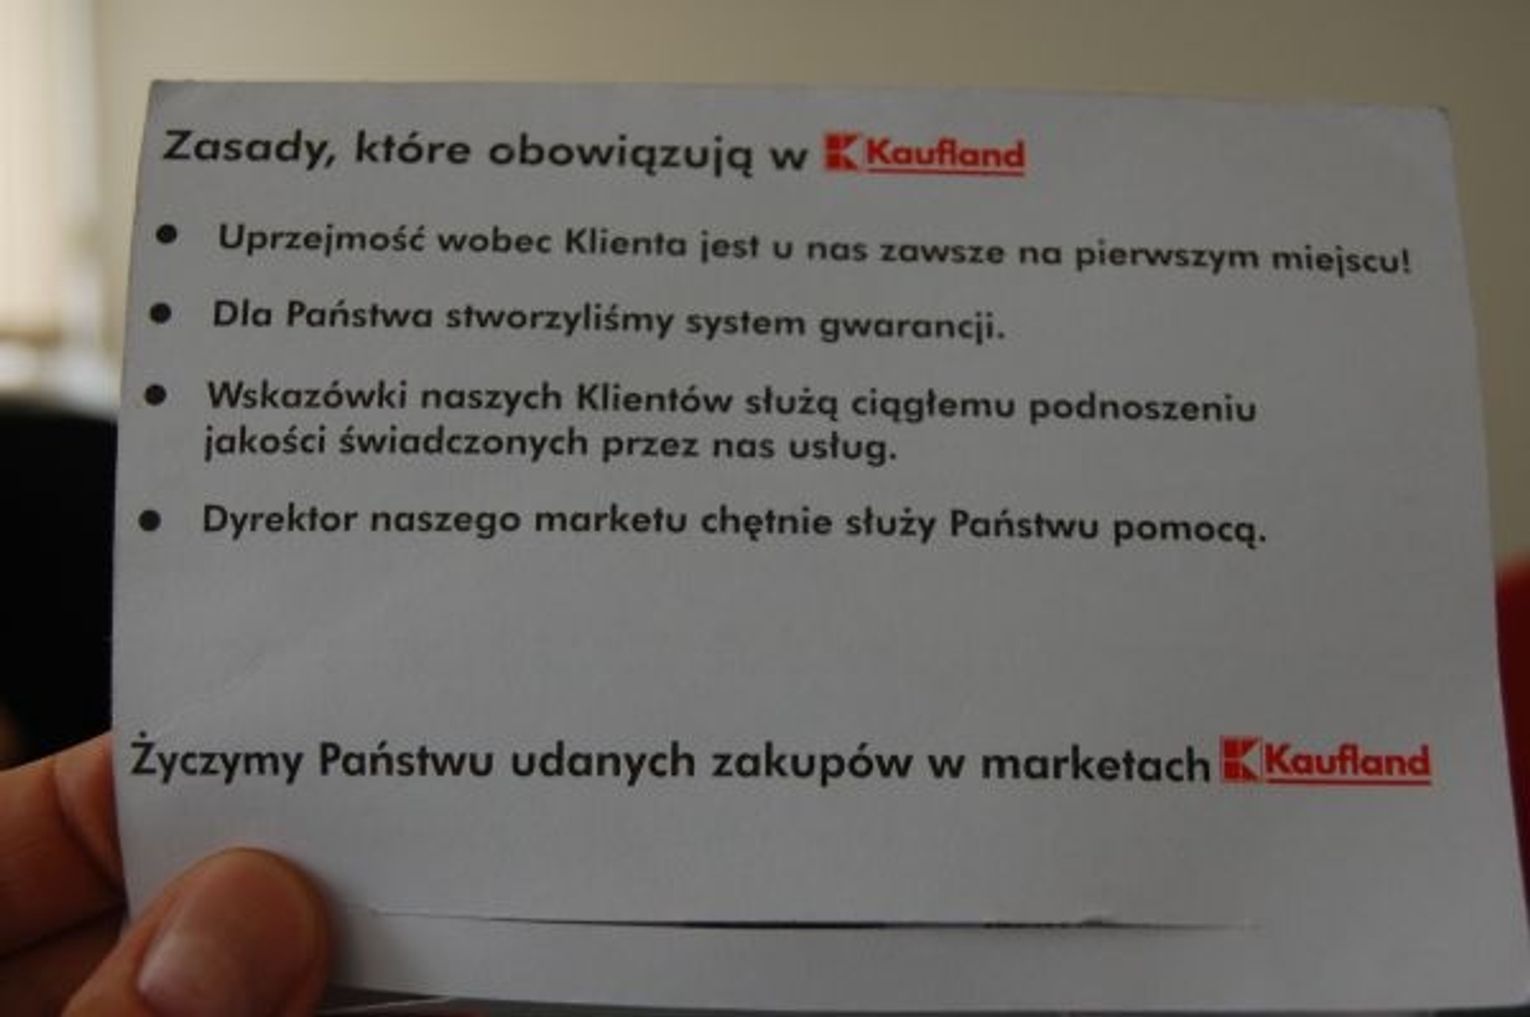 Zasady, które obowiązują w Kaufland
• Uprzejmość wobec Klienta jest u nas zawsze na pierwszym miejscu!
• Dla Państwa stworzyliśmy system gwarancji.
• Wskazówki naszych Klientów służą ciągłemu podnoszeniu
jakości świadczonych przez nas usług.
• Dyrektor naszego marketu chętnie służy Państwu pomocą.
Życzymy Państwu udanych zakupów w marketach Kaufland